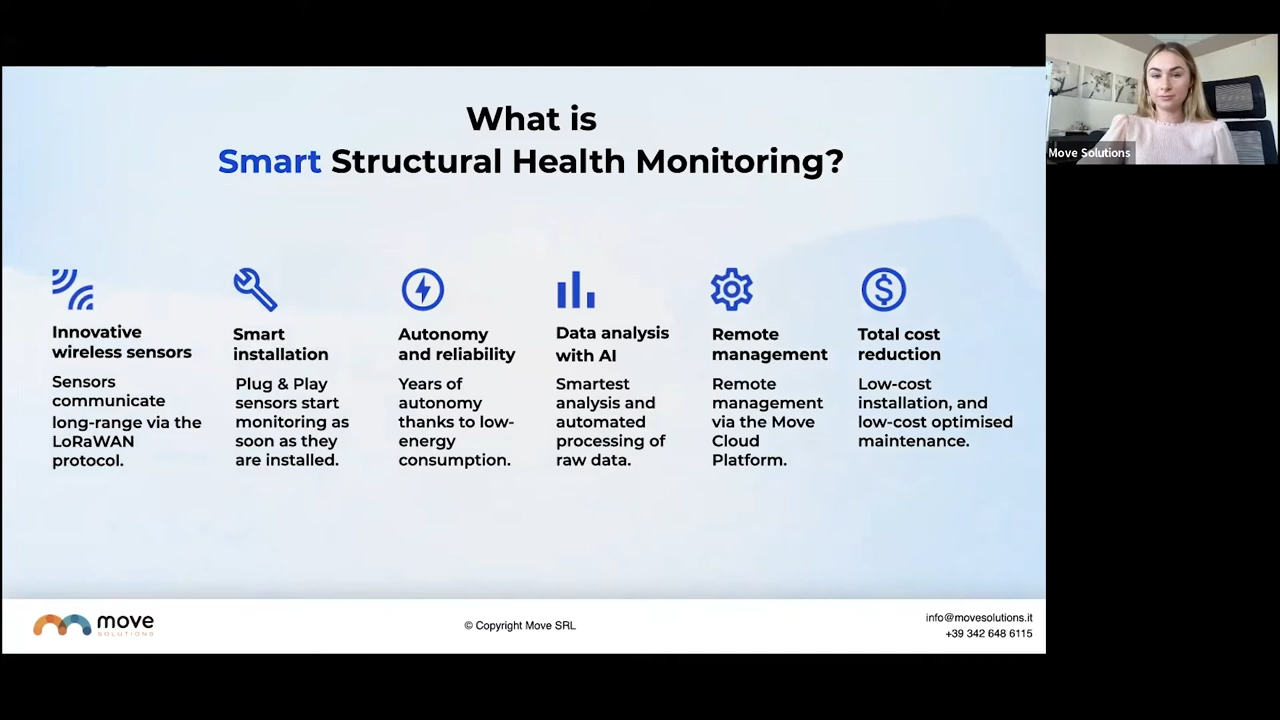 What is
Smart Structural Health Monitoring?
Innovative
wireless sensors
Sensors
communicate
long-range via the
LoRaWAN
protocol.
Smart
installation
Plug & Play
sensors start
monitoring as
soon as they
are installed.
Autonomy
and reliability
Years of
autonomy
thanks to low-
energy
consumption.
Data analysis
with AI
Smartest
analysis and
automated
processing of
raw data.
Remote
management
Remote
management
via the Move
Cloud
Platform.
Total cost
reduction
Low-cost
installation, and
low-cost optimised
maintenance.
move
SOLUTIONS
© Copyright Move SRL
info@movesolutions.it
+39 342 648 6115
Move Solutions